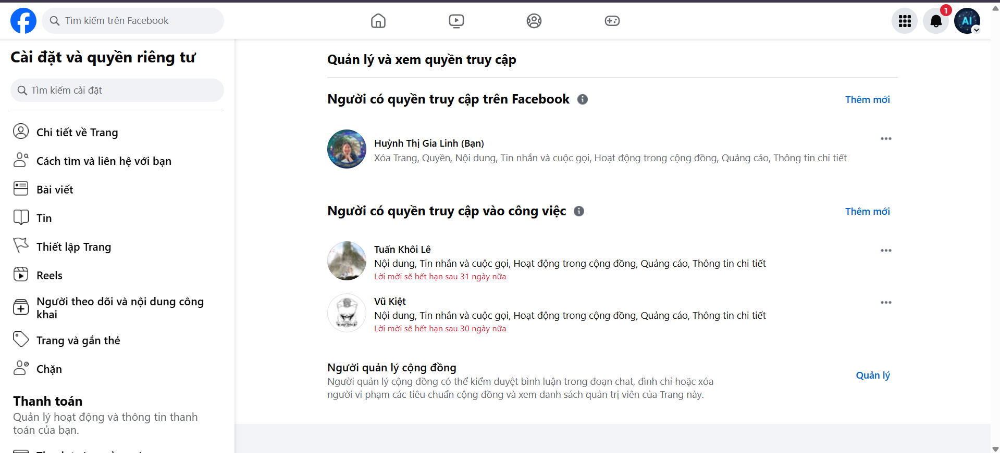 Tìm kiếm trên Facebook
1
AI
Cài đặt và quyền riêng tư
Tìm kiếm cài đặt
Chi tiết về Trang
Cách tìm và liên hệ với bạn
Bài viết
Tin
Thiết lập Trang
Reels
Người theo dõi và nội dung công
khai
Trang và gắn thẻ
Chặn
Thanh toán
Quản lý hoạt động và thông tin thanh
toán của bạn.
Quản lý và xem quyền truy cập
Người có quyền truy cập trên Facebook
Thêm mới
Huỳnh Thị Gia Linh (Bạn)
Xóa Trang, Quyền, Nội dung, Tin nhắn và cuộc gọi, Hoạt động trong cộng đồng, Quảng cáo, Thông tin chi tiết
Người có quyền truy cập vào công việc
Thêm mới
Tuấn Khôi Lê
Nội dung, Tin nhắn và cuộc gọi, Hoạt động trong cộng đồng, Quảng cáo, Thông tin chi tiết
Lời mời sẽ hết hạn sau 31 ngày nữa
Vũ Kiệt
Nội dung, Tin nhắn và cuộc gọi, Hoạt động trong cộng đồng, Quảng cáo, Thông tin chi tiết
Lời mời sẽ hết hạn sau 30 ngày nữa
Người quản lý cộng đồng
Người quản lý cộng đồng có thể kiểm duyệt bình luận trong đoạn chat, đình chỉ hoặc xóa
người vi phạm các tiêu chuẩn cộng đồng và xem danh sách quản trị viên của Trang này.
Quản lý